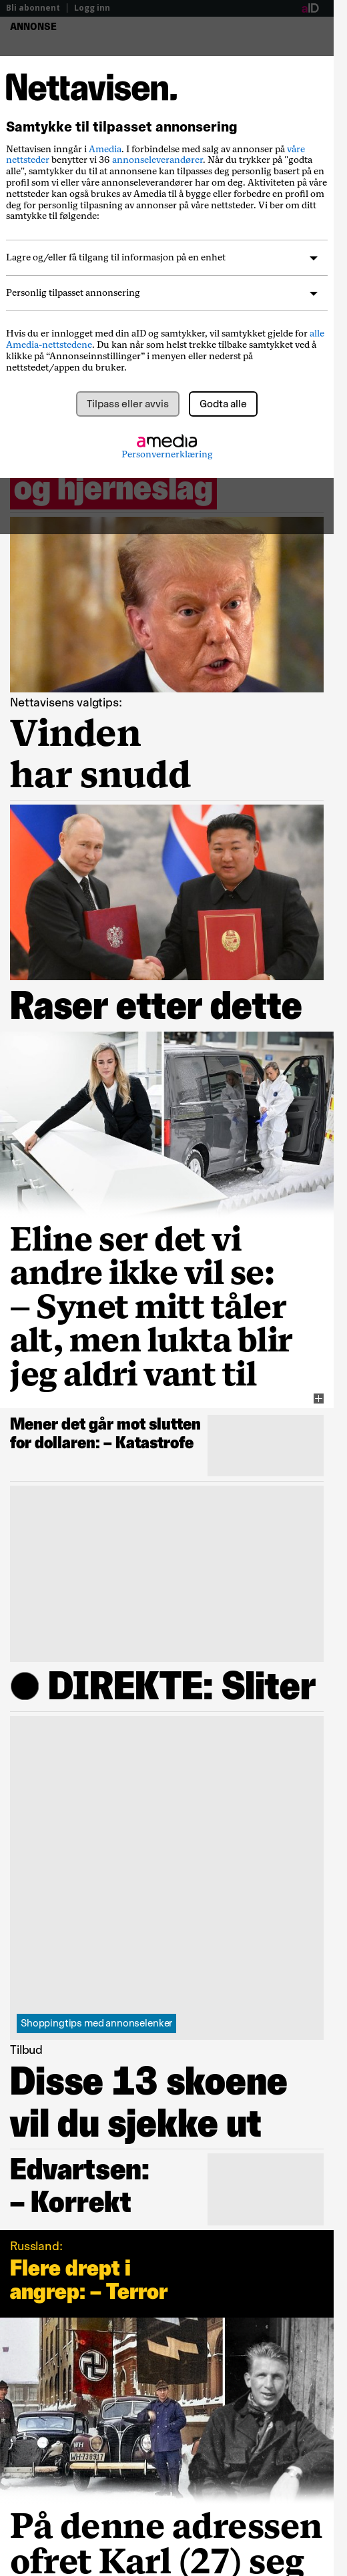 Bli abonnent | Logg inn
aID
ANNONSE
Nettavisen.
Samtykke til tilpasset annonsering
Nettavisen inngår i Amedia. I forbindelse med salg av annonser på våre
nettsteder benytter vi 36 annonseleverandører. Når du trykker på "godta
alle", samtykker du til at annonsene kan tilpasses deg personlig basert på en
profil som vi eller våre annonseleverandører har om deg. Aktiviteten på våre
nettsteder kan også brukes av Amedia til å bygge eller forbedre en profil om
deg for personlig tilpasning av annonser på våre nettsteder. Vi ber om ditt
samtykke til følgende:
Lagre og/eller få tilgang til informasjon på en enhet
Personlig tilpasset annonsering
Hvis du er innlogget med din aID og samtykker, vil samtykket gjelde for alle
Amedia-nettstedene. Du kan når som helst trekke tilbake samtykket ved å
klikke på “Annonseinnstillinger” i menyen eller nederst på
nettstedet/appen du bruker.
Tilpass eller avvis
Godta alle
amedia
Personvernerklæring
og hjerneslag
Nettavisens valgtips:
Vinden
har snudd
Raser etter dette
Eline ser det vi
andre ikke vil se:
– Synet mitt tåler
alt, men lukta blir
jeg aldri vant til
Mener det går mot slutten
for dollaren: – Katastrofe
DIREKTE: Sliter
Shoppingtips med annonselenker
Tilbud
Disse 13 skoene
vil du sjekke ut
Edvartsen:
– Korrekt
Russland:
Flere drept i
angrep: – Terror
På denne adressen
ofret Karl (27) seg